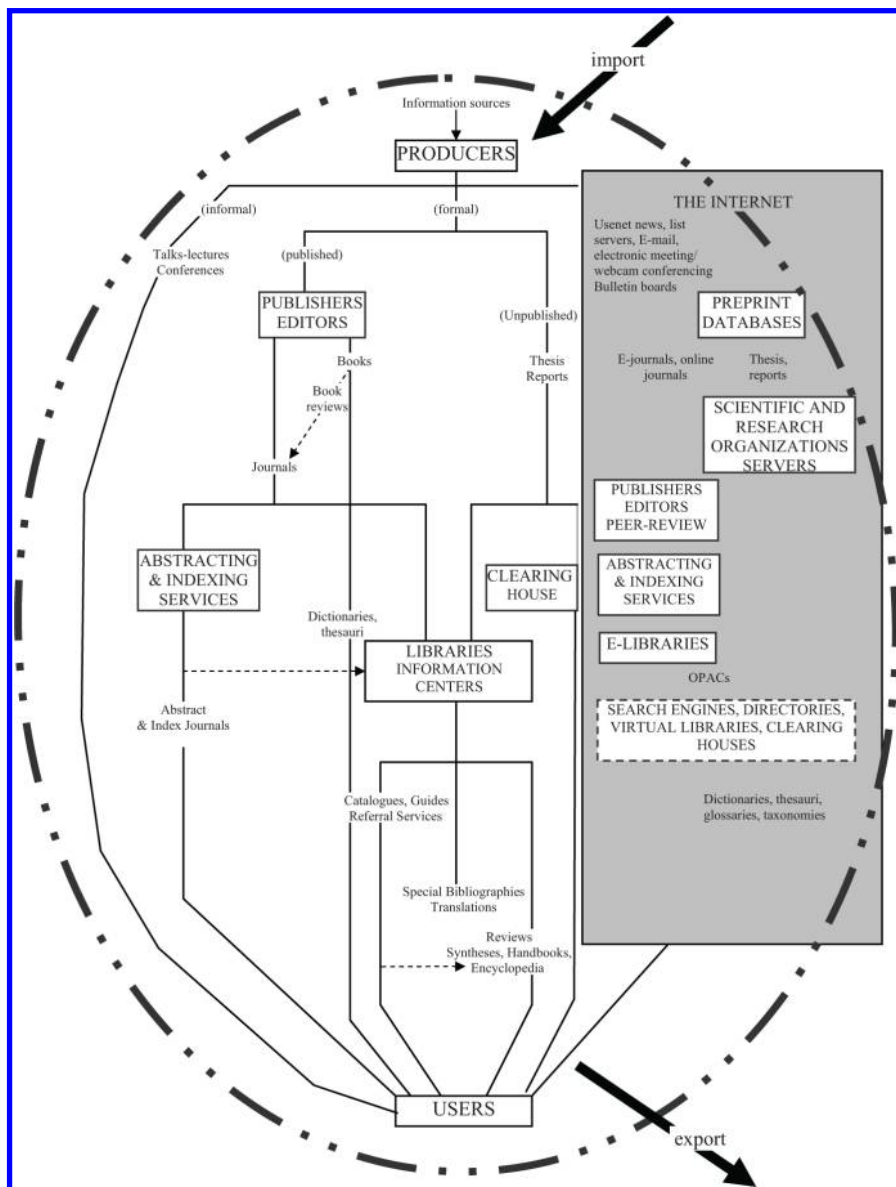 import
Information sources
PRODUCERS
THE INTERNET
(informal)
(formal)
Usenet news, list
servers, E-mail,
electronic meeting/
webcam conferencing
Bulletin boards
Talks-lectures
Conferences
(published)
PUBLISHERS
EDITORS
(Unpublished)
PREPRINT
DATABASES
Books
Thesis
Reports
E-journals, online
journals
Thesis,
reports
Book
reviews
SCIENTIFIC AND
RESEARCH
ORGANIZATIONS
SERVERS
Journals
PUBLISHERS
EDITORS
PEER-REVIEW
ABSTRACTING
& INDEXING
SERVICES
CLEARING
HOUSE
ABSTRACTING
& INDEXING
SERVICES
Dictionaries,
thesauri
LIBRARIES
INFORMATION
CENTERS
E-LIBRARIES
OPACs
Abstract
& Index Journals
SEARCH ENGINES, DIRECTORIES,
VIRTUAL LIBRARIES, CLEARING
HOUSES
Catalogues, Guides
Referral Services
Dictionaries, thesauri,
glossaries, taxonomies
Special Bibliographies
Translations
Reviews
Syntheses, Handbooks,
Encyclopedia
USERS
export